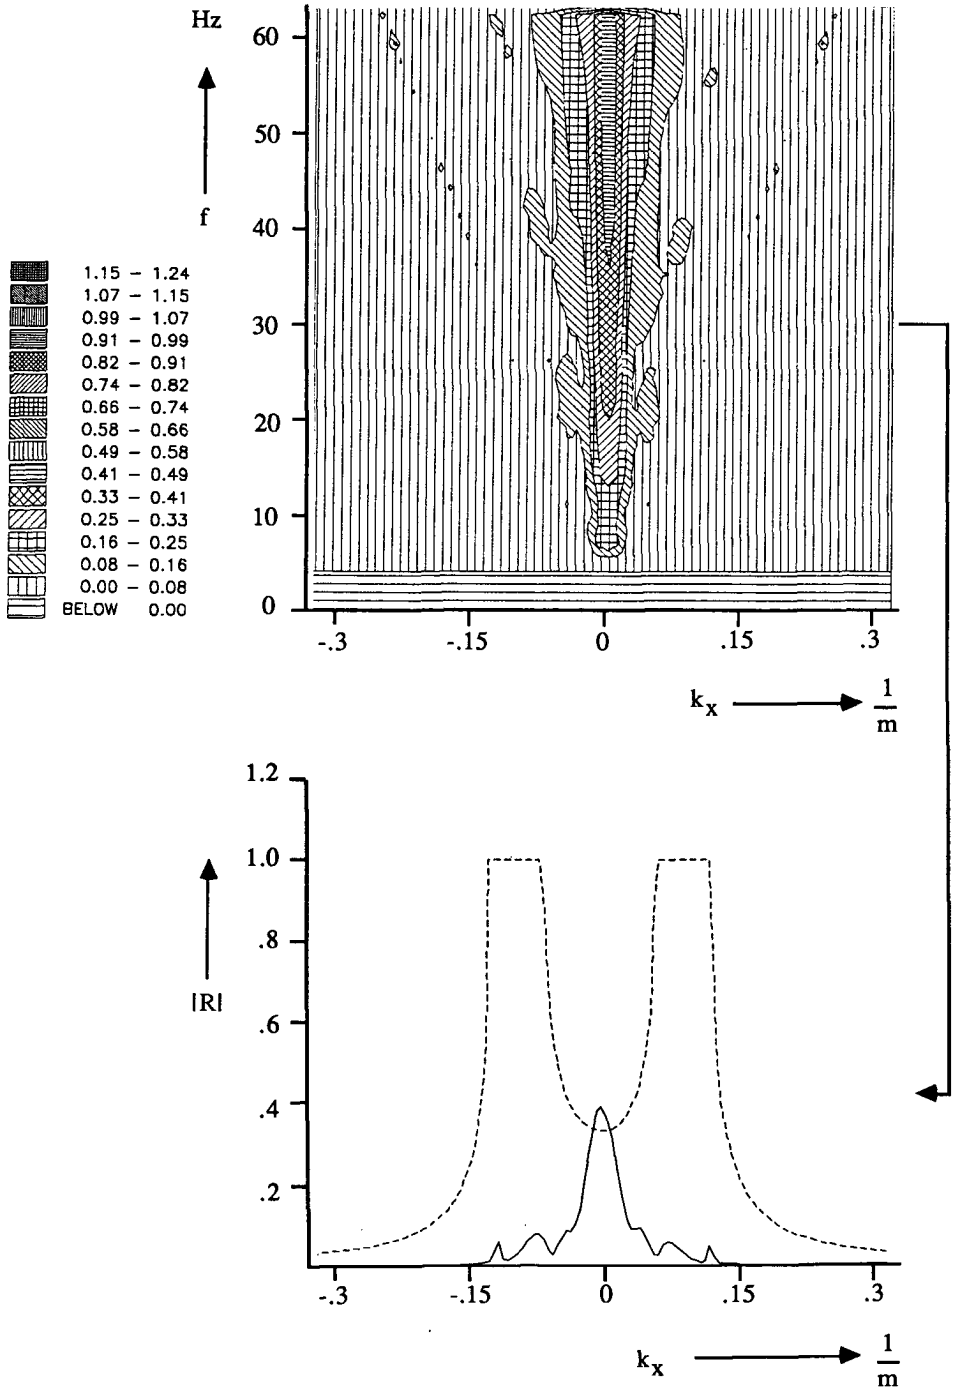 Hz
60
50
f
40
30
20
10
0
-.3 -.15 0 .15 .3
1.15 - 1.24
1.07 - 1.15
0.99 - 1.07
0.91 - 0.99
0.82 - 0.91
0.74 - 0.82
0.66 - 0.74
0.58 - 0.66
0.49 - 0.58
0.41 - 0.49
0.33 - 0.41
0.25 - 0.33
0.16 - 0.25
0.08 - 0.16
0.00 - 0.08
BELOW 0.00
kx 1/m
1.2
1.0
.8
|R|
.6
.4
.2
-.3 -.15 0 .15 .3
kx 1/m